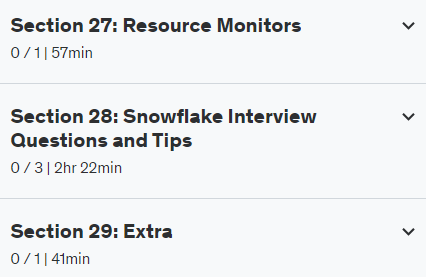 Section 27: Resource Monitors
0 / 1 | 57min
Section 28: Snowflake Interview
Questions and Tips
0 / 3 | 2hr 22min
Section 29: Extra
0 / 1 | 41min